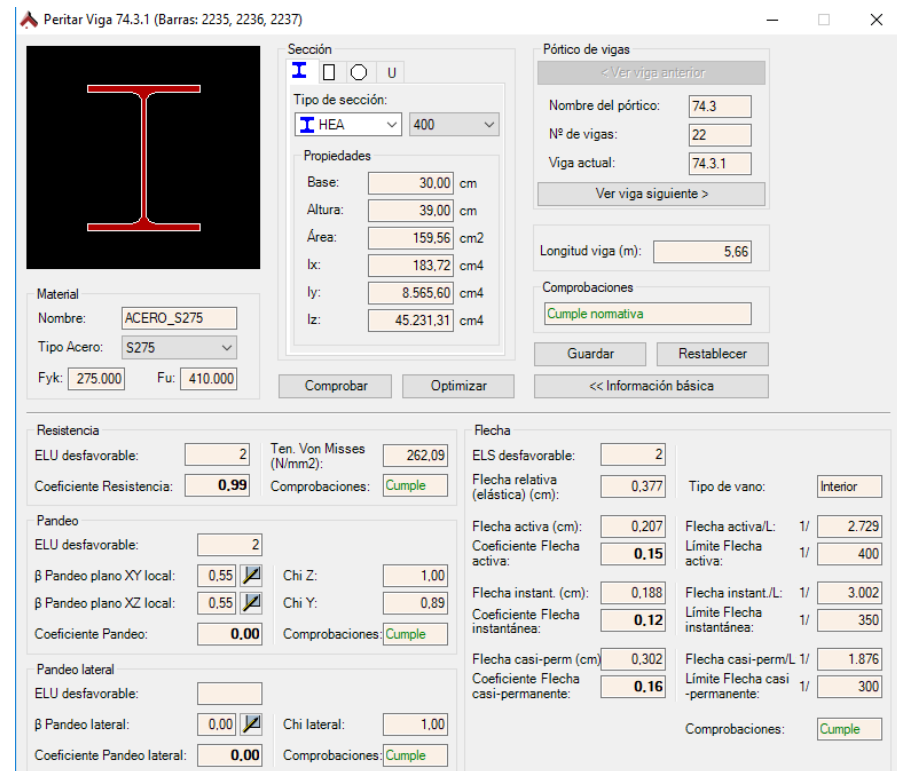 Peritar Viga 74.3.1 (Barras: 2235, 2236, 2237)
Sección
U
Tipo de sección:
HEA 400
Propiedades
Base: 30,00 cm
Altura: 39,00 cm
Área: 159,56 cm2
Ix: 183,72 cm4
Iy: 8.565,60 cm4
Iz: 45.231,31 cm4
Pórtico de vigas
< Ver viga anterior
Nombre del pórtico: 74.3
Nº de vigas: 22
Viga actual: 74.3.1
Ver viga siguiente >
Longitud viga (m): 5,66
Comprobaciones
Cumple normativa
Guardar Restablecer
Material
Nombre: ACERO_S275
Tipo Acero: S275
Fyk: 275.000 Fu: 410.000
Comprobar Optimizar << Información básica
Resistencia
ELU desfavorable: 2 Ten. Von Misses (N/mm2): 262,09
Coeficiente Resistencia: 0,99 Comprobaciones: Cumple
Pandeo
ELU desfavorable: 2
β Pandeo plano XY local: 0,55 Chi Z: 1,00
β Pandeo plano XZ local: 0,55 Chi Y: 0,89
Coeficiente Pandeo: 0,00 Comprobaciones: Cumple
Pandeo lateral
ELU desfavorable:
β Pandeo lateral: 0,00 Chi lateral: 1,00
Coeficiente Pandeo lateral: 0,00 Comprobaciones: Cumple
Flecha
ELS desfavorable: 2
Flecha relativa (elástica) (cm): 0,377 Tipo de vano: Interior
Flecha activa (cm): 0,207 Flecha activa/L: 1/ 2.729
Coeficiente Flecha activa: 0,15 Límite Flecha activa: 1/ 400
Flecha instant. (cm): 0,188 Flecha instant./L: 1/ 3.002
Coeficiente Flecha instantánea: 0,12 Límite Flecha instantánea: 1/ 350
Flecha casi-perm (cm) 0,302 Flecha casi-perm/L 1/ 1.876
Coeficiente Flecha casi-permanente: 0,16 Límite Flecha casi -permanente: 1/ 300
Comprobaciones: Cumple